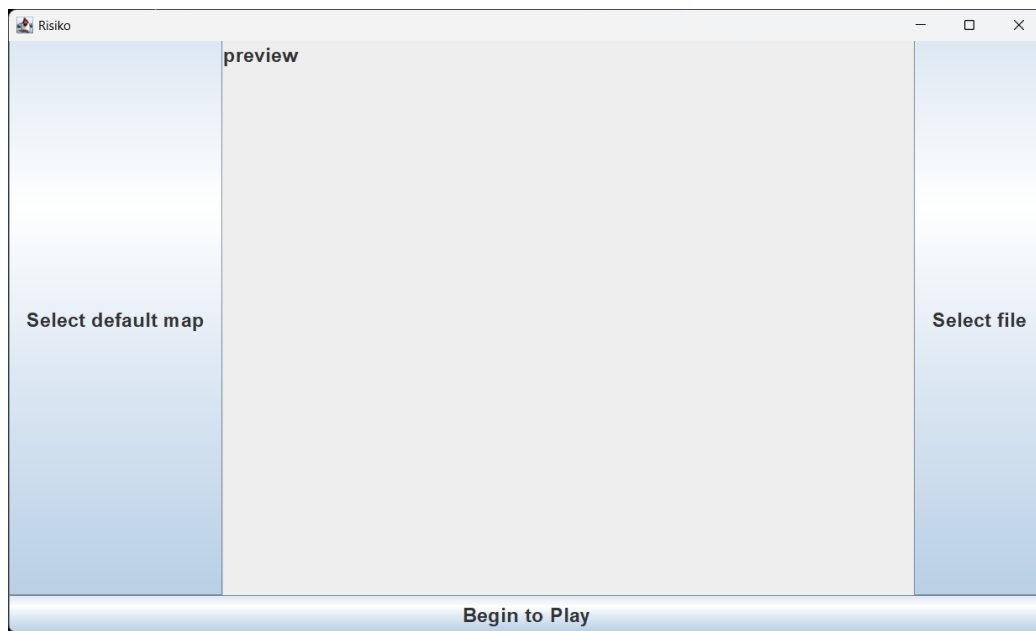 Risiko
preview
Select default map
Select file
Begin to Play